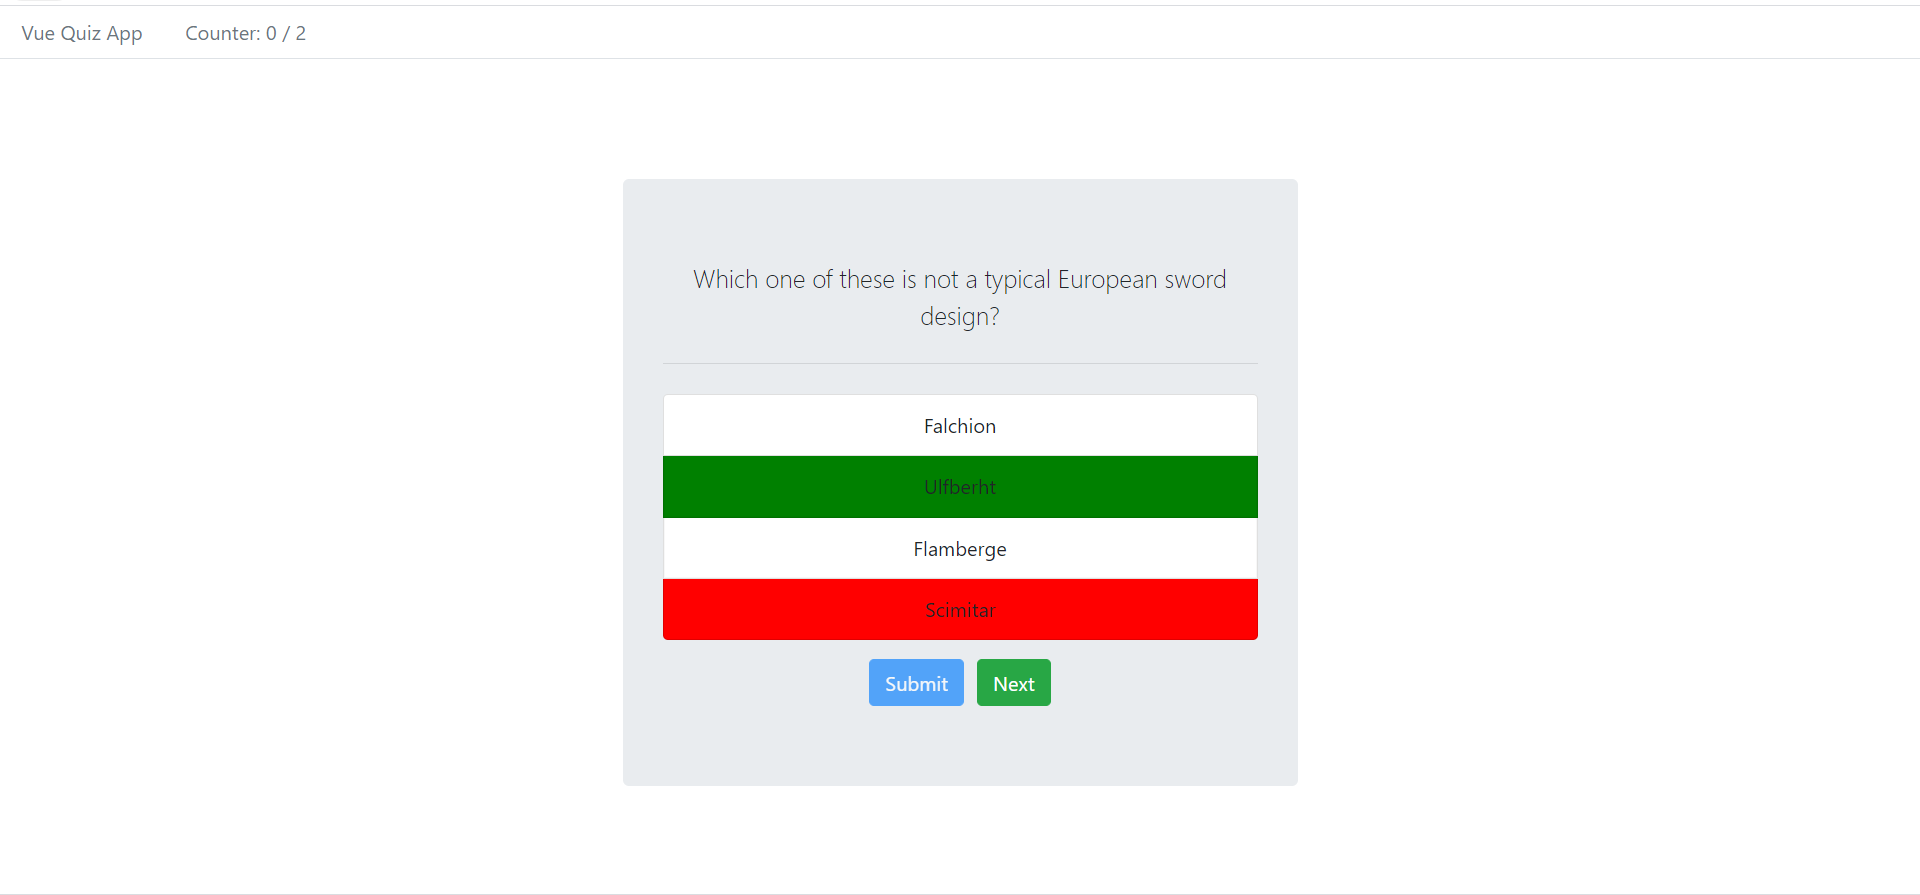 Vue Quiz App Counter: 0 / 2
Which one of these is not a typical European sword
design?
Falchion
Ulfberht
Flamberge
Scimitar
Submit Next